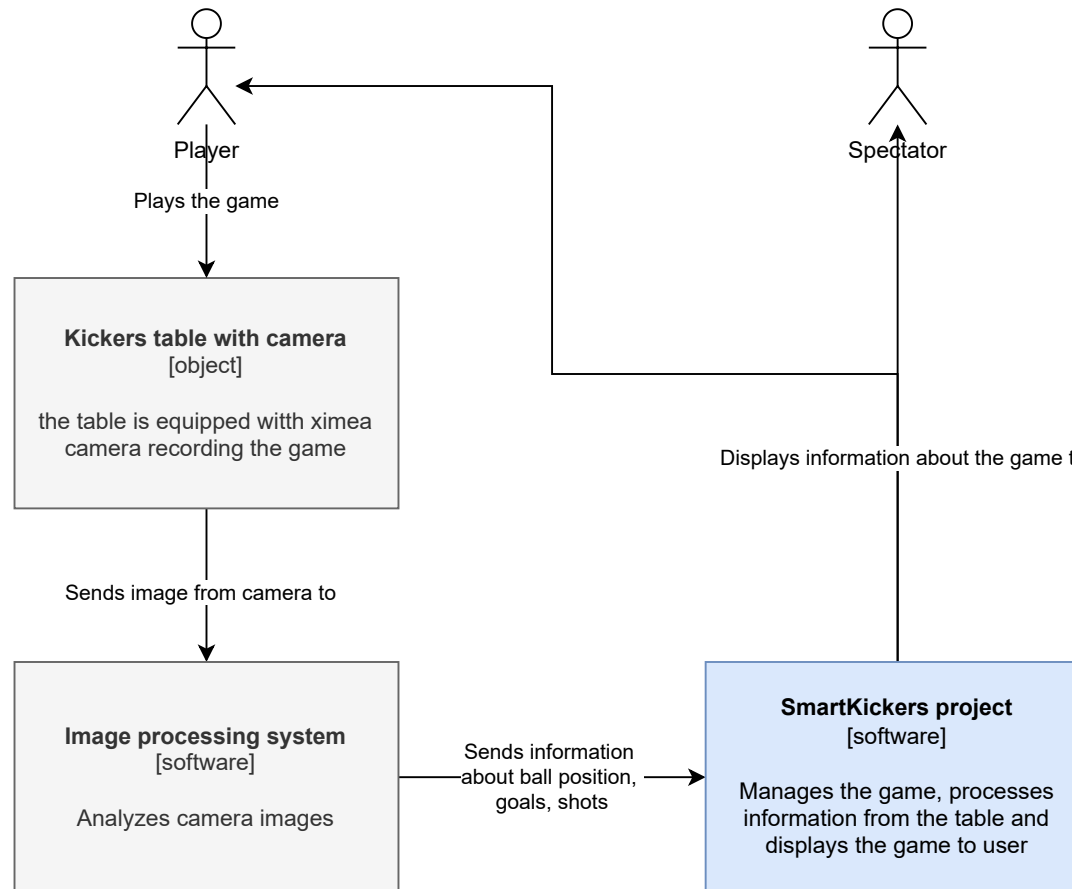 Player
Spectator
Plays the game
Kickers table with camera
[object]
the table is equipped witth ximea
camera recording the game
Displays information about the game t
Sends image from camera to
Image processing system
[software]
Analyzes camera images
Sends information
about ball position,
goals, shots
SmartKickers project
[software]
Manages the game, processes
information from the table and
displays the game to user